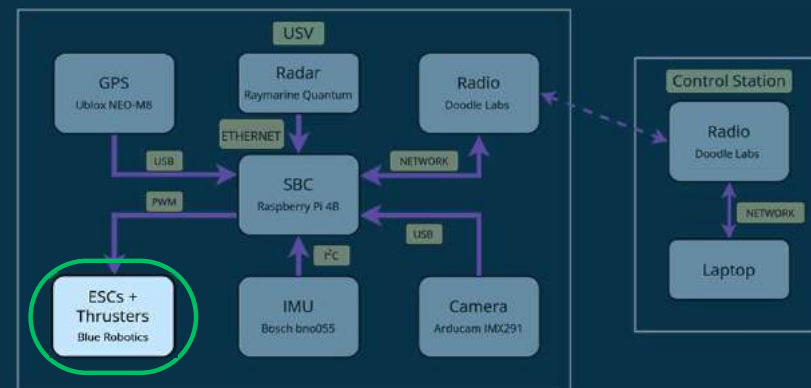 USV
GPS
Ublox NEO-M8
Radar
Raymarine Quantum
Radio
Doodle Labs
Control Station
Radio
Doodle Labs
ETHERNET
USB
NETWORK
SBC
Raspberry Pi 4B
PWM
USB
I²C
NETWORK
ESCs +
Thrusters
Blue Robotics
IMU
Bosch bno055
Camera
Arducam IMX291
Laptop